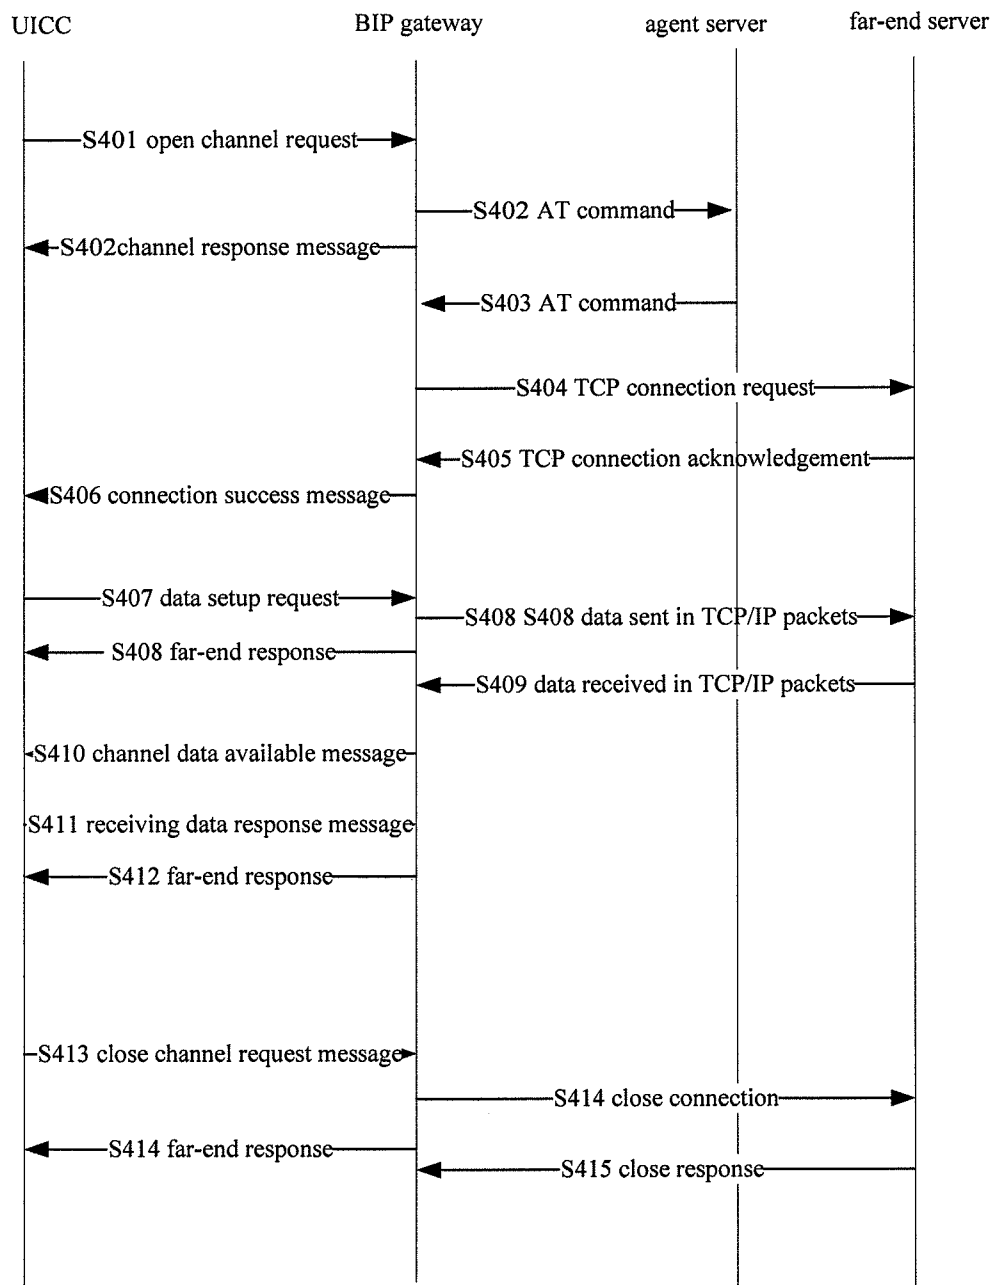 UICC
BIP gateway
agent server
far-end server
S401 open channel request
S402 AT command
S402channel response message
S403 AT command
S404 TCP connection request
S405 TCP connection acknowledgement
S406 connection success message
S407 data setup request
S408 S408 data sent in TCP/IP packets
S408 far-end response
S409 data received in TCP/IP packets
S410 channel data available message
S411 receiving data response message
S412 far-end response
S413 close channel request message
S414 close connection
S414 far-end response
S415 close response